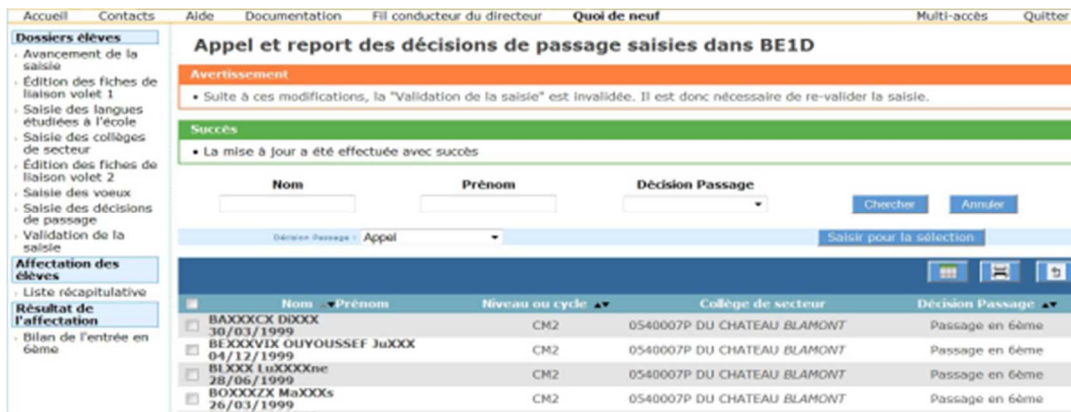 Accueil Contacts Aide Documentation Fil conducteur du directeur Quoi de neuf Multi-accès Quitter
Dossiers élèves
Avancement de la
saisie
Édition des fiches de
liaison volet 1
Saisie des langues
étudiées à l'école
Saisie des collèges
de secteur
Édition des fiches de
liaison volet 2
Saisie des voeux
Saisie des décisions
de passage
Validation de la
saisie
Affectation des
élèves
Liste récapitulative
Résultat de
l'affectation
Bilan de l'entrée en
6ème
Appel et report des décisions de passage saisies dans BE1D
Avertissement
• Suite à ces modifications, la "Validation de la saisie" est invalidée. Il est donc nécessaire de re-valider la saisie.
Succès
• La mise à jour a été effectuée avec succès
Nom Prénom Décision Passage
Chercher Annuler
Décision Passage : Appel Saisir pour la sélection
Nom Prénom Niveau ou cycle Collège de secteur Décision Passage
BAXXXCX DiXXX
30/03/1999 CM2 0540007P DU CHATEAU BLAMONT Passage en 6ème
BEXXXVIX OUYOUSSEF JuXXX
04/12/1999 CM2 0540007P DU CHATEAU BLAMONT Passage en 6ème
BLXXX LuXXXXne
28/06/1999 CM2 0540007P DU CHATEAU BLAMONT Passage en 6ème
BOXXXZX MaXXXs
26/03/1999 CM2 0540007P DU CHATEAU BLAMONT Passage en 6ème